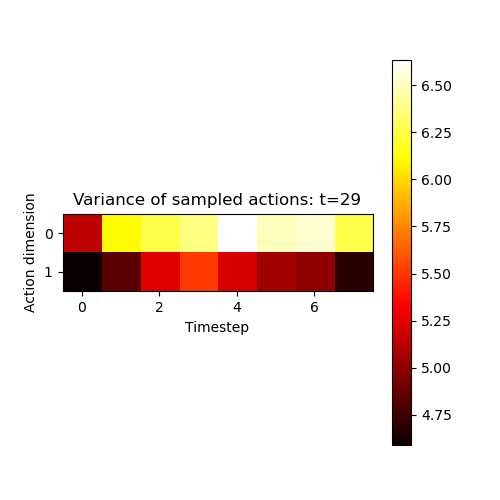 Variance of sampled actions: t=29
Action dimension
0
1
0 2 4 6
Timestep
6.50
6.25
6.00
5.75
5.50
5.25
5.00
4.75